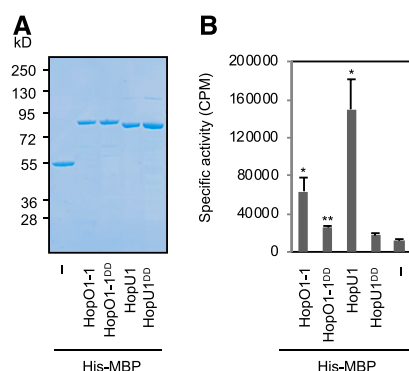 A
kD
250
130
95
72
55
36
28
–
HopO1-1
HopO1-1ᴰᴰ
HopU1
HopU1ᴰᴰ
His-MBP
B
Specific activity (CPM)
200000
160000
120000
80000
40000
0
*
**
*
HopO1-1
HopO1-1ᴰᴰ
HopU1
HopU1ᴰᴰ
–
His-MBP